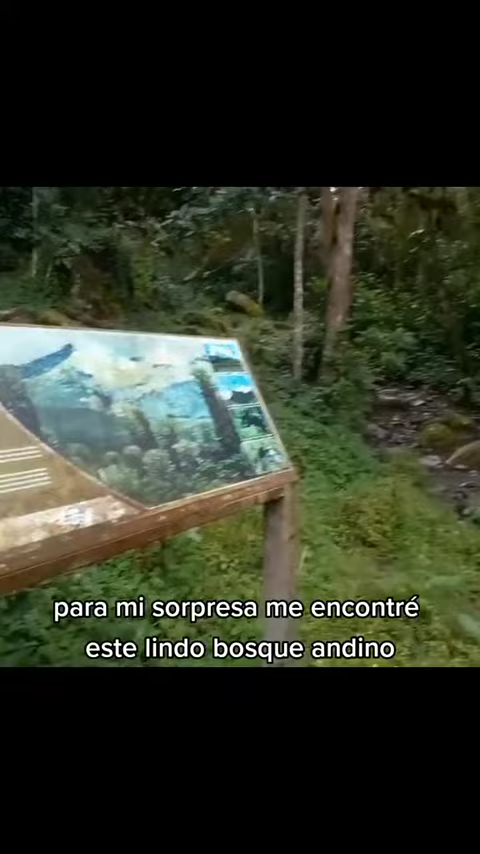 para mi sorpresa me encontré
este lindo bosque andino